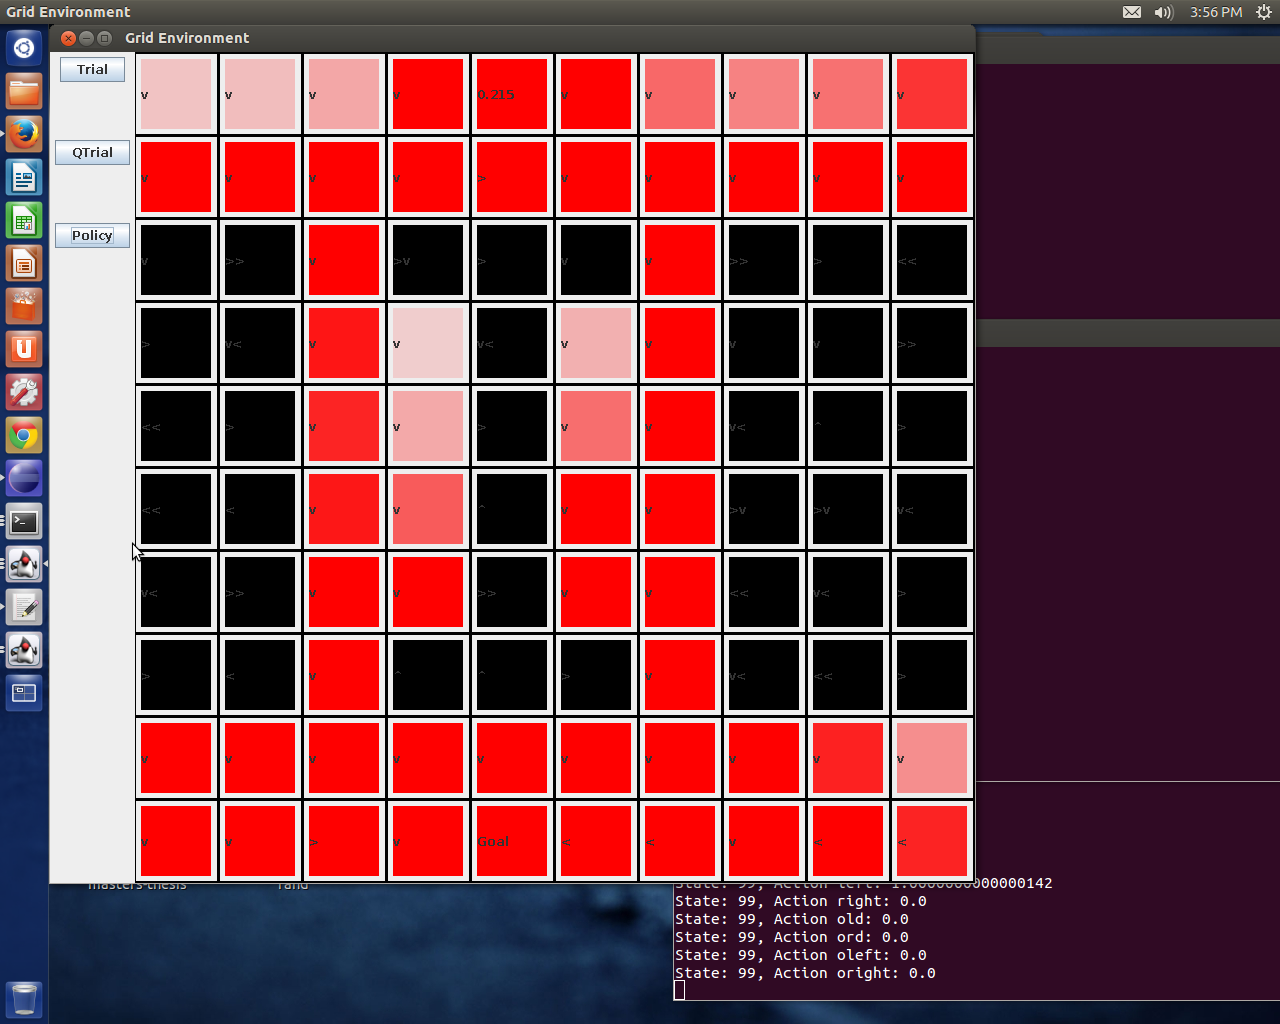 Grid Environment
3:56 PM
Grid Environment
Trial
v v v v 0.215 v v v v v
QTrial
v v v v > v v v v v
Policy
v >> v >v > v v >> > <<
> v< v v v< v v v v >>
<< > v v > v v v< ^ >
<< < v v ^ v v >v >v v<
v< >> v v >> v v << v< >
> < v ^ ^ > v v< << >
v v v v v v v v v v
v v > v Goal < < v < <
masters-thesis rand
State: 99, Action left: 1.0000000000000142
State: 99, Action right: 0.0
State: 99, Action old: 0.0
State: 99, Action ord: 0.0
State: 99, Action oleft: 0.0
State: 99, Action oright: 0.0